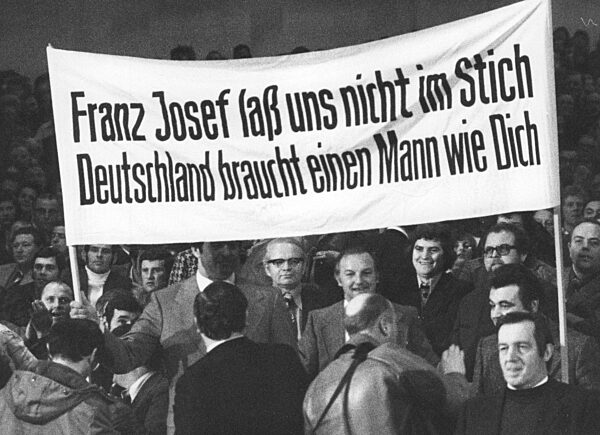 Franz Josef laß uns nicht im Stich
Deutschland braucht einen Mann wie Dich